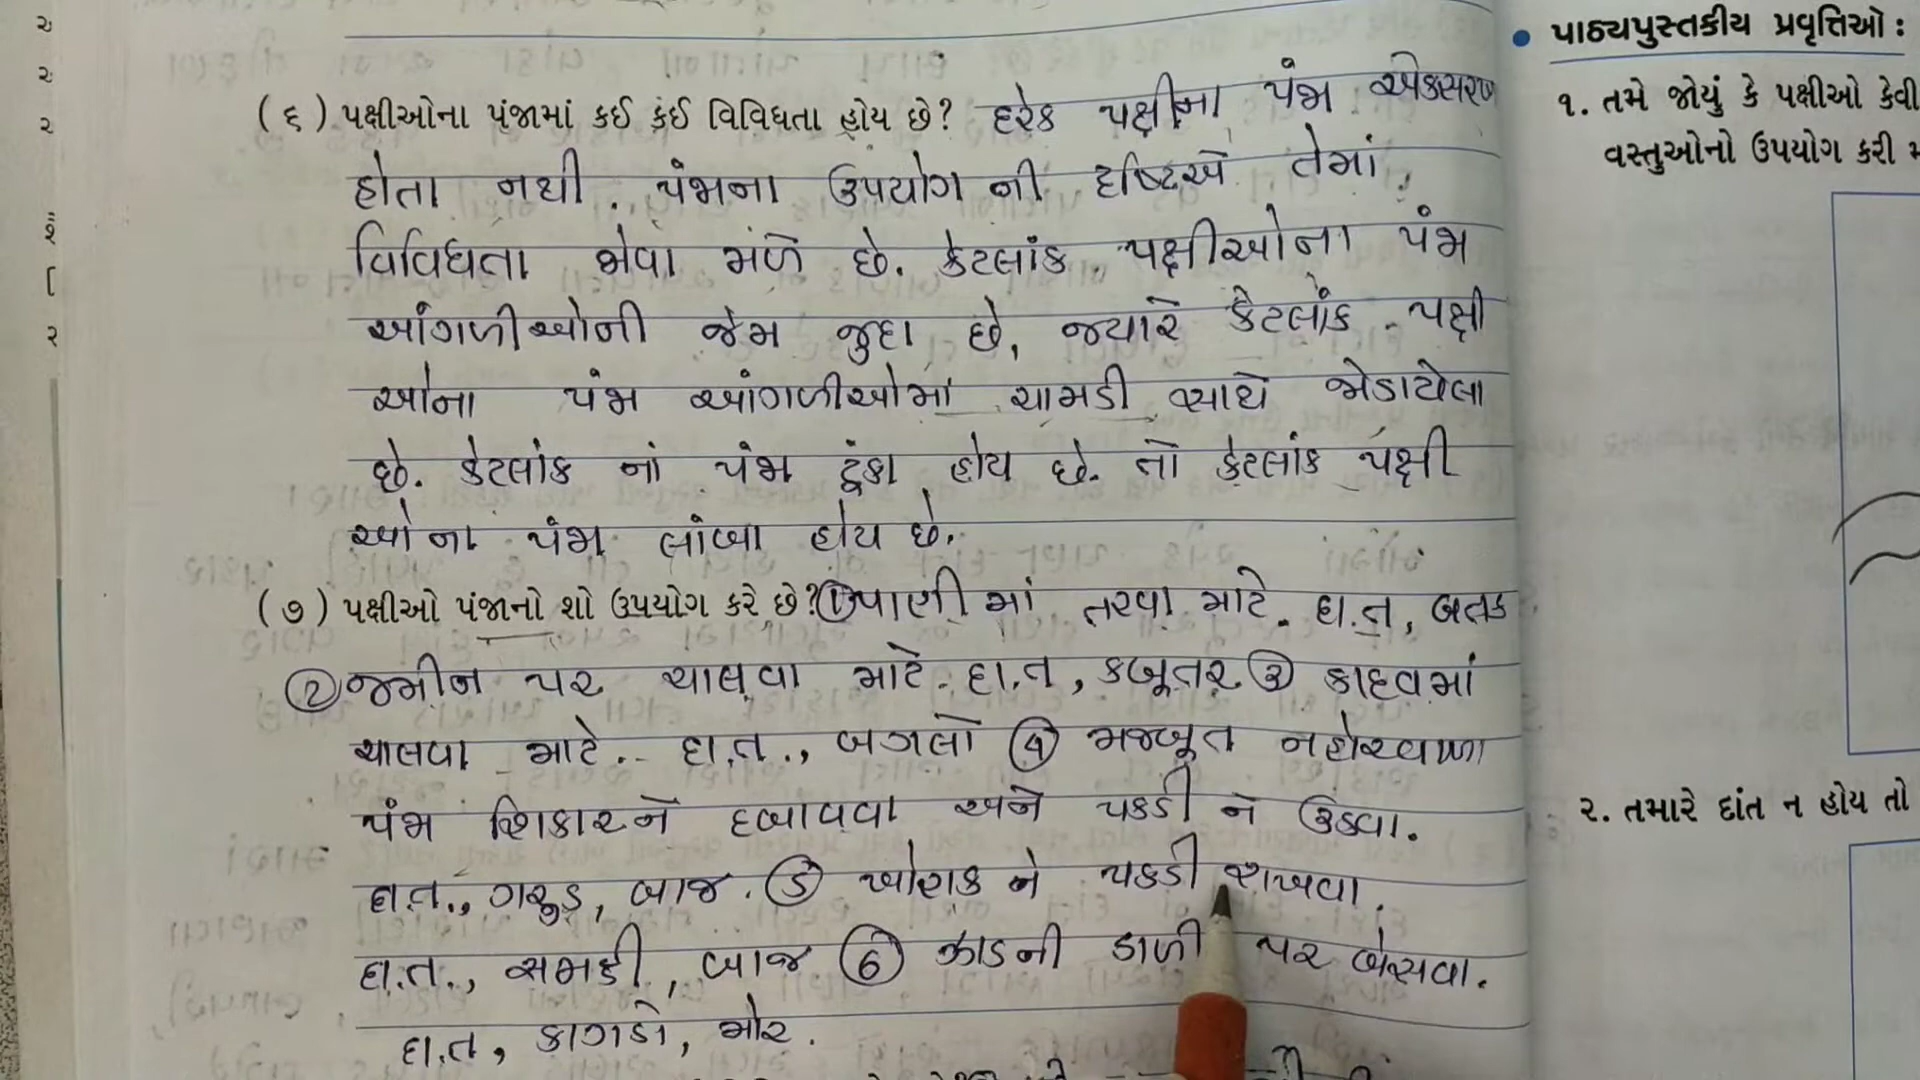 (૬) પક્ષીઓના પંજામાં કઈ કંઈ વિવિધતા હોય છે? દરેક પક્ષીના પંજા એકસરખા
હોતા નથી. પંજાના ઉપયોગ ની દૃષ્ટિએ તેમાં
વિવિધતા જોવા મળે છે. કેટલાંક પક્ષીઓના પંજા
આંગળીઓની જેમ જુદા છે, જ્યારે કેટલાંક પક્ષી
ઓના પંજા આંગળીઓમાં ચામડી સાથે જોડાયેલા
છે. કેટલાંક નાં પંજા ટૂંકા હોય છે. તો કેટલાંક પક્ષી
ઓના પંજા લાંબા હોય છે.
(૭) પક્ષીઓ પંજાનો શો ઉપયોગ કરે છે? ① પાણી માં તરવા માટે. દા.ત, બતક
② જમીન પર ચાલવા માટે. દા.ત, કબૂતર ③ કાદવમાં
ચાલવા માટે.. દા.ત., બગલો ④ મજબૂત નહોરવાળા
પંજા શિકારને દબાવવા અને પકડી ને ઉડવા.
દા.ત., ગરુડ, બાજ. ⑤ ખોરાક ને પકડી રાખવા.
દા.ત., સમડી, બાજ ⑥ ઝાડની ડાળી પર બેસવા.
દા.ત, કાગડો, મોર.
• પાઠ્યપુસ્તકીય પ્રવૃત્તિઓ :
૧. તમે જોયું કે પક્ષીઓ કેવી
વસ્તુઓનો ઉપયોગ કરી
૨. તમારે દાંત ન હોય તો